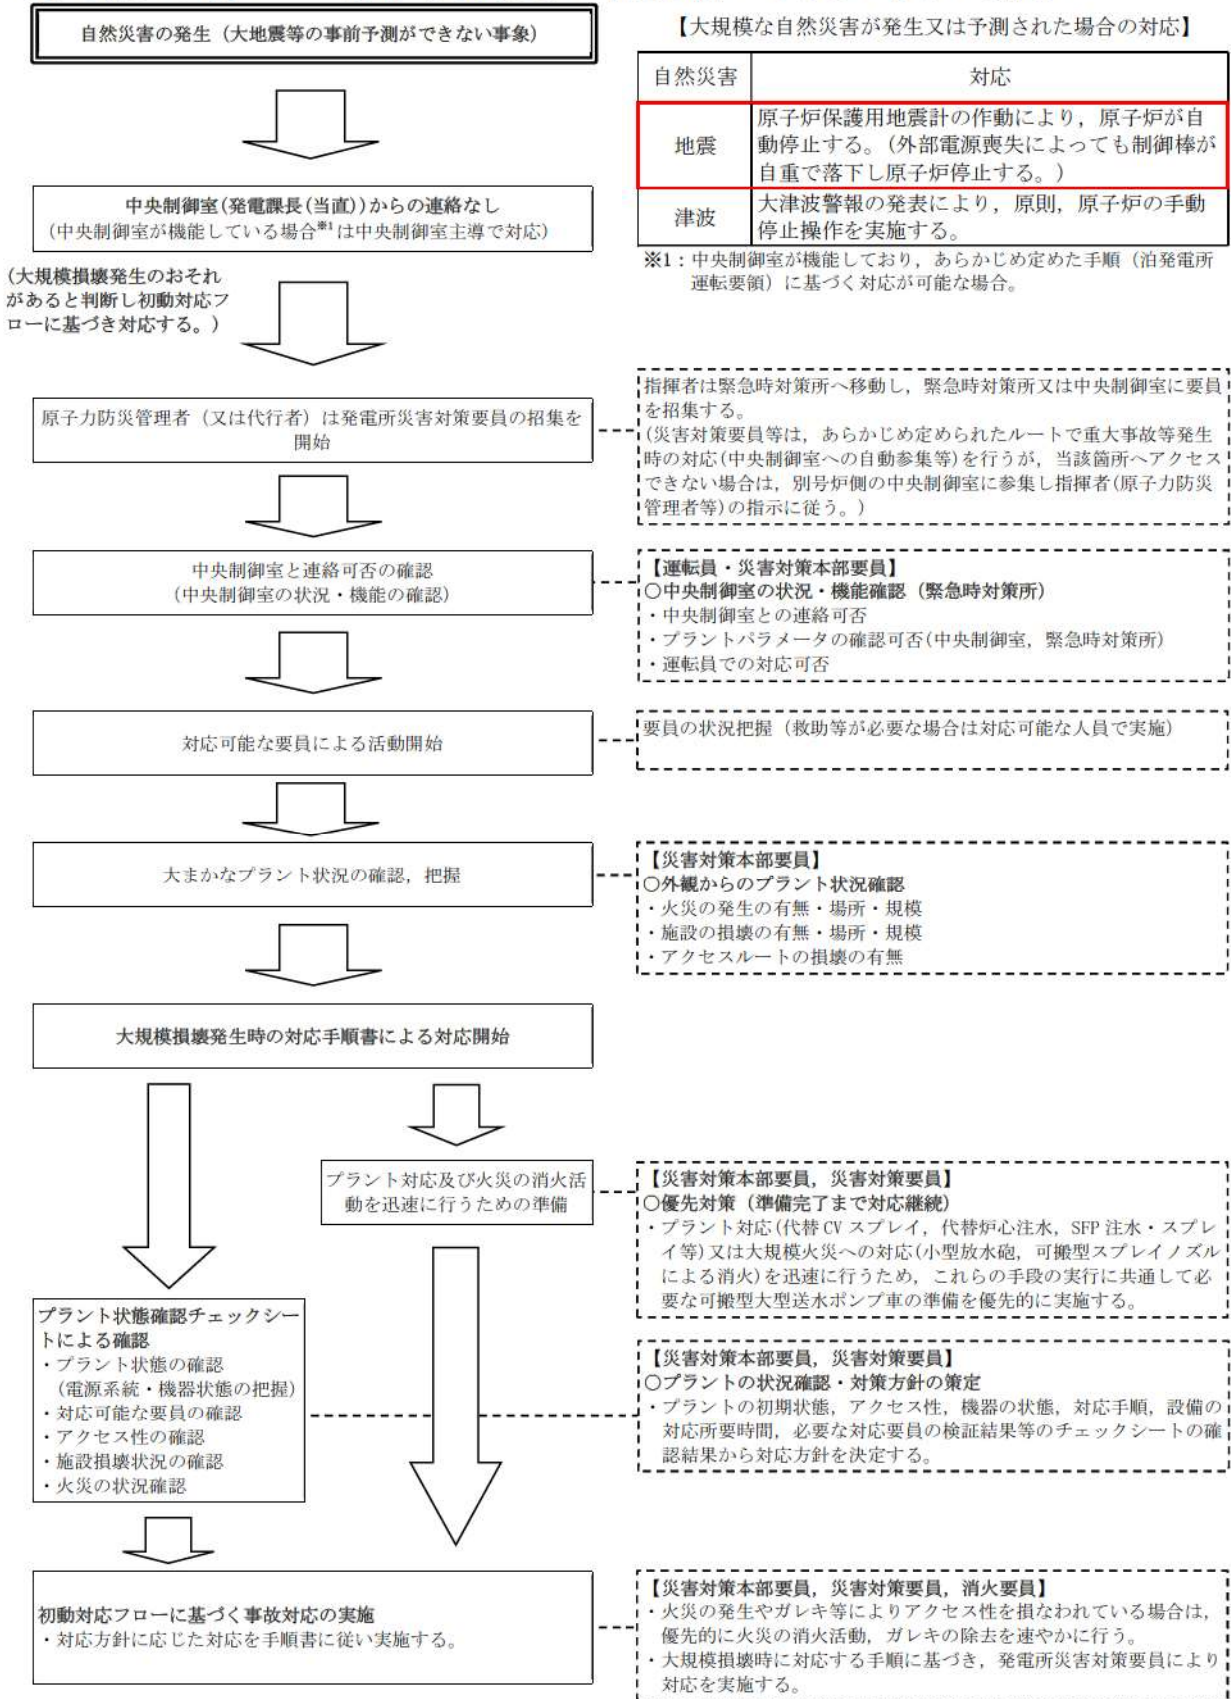 自然災害の発生（大地震等の事前予測ができない事象）
【大規模な自然災害が発生又は予測された場合の対応】
自然災害
対応
地震
原子炉保護用地震計の作動により，原子炉が自
動停止する。（外部電源喪失によっても制御棒が
自重で落下し原子炉停止する。）
津波
大津波警報の発表により，原則，原子炉の手動
停止操作を実施する。
※1：中央制御室が機能しており，あらかじめ定めた手順（泊発電所
運転要領）に基づく対応が可能な場合。
中央制御室(発電課長(当直))からの連絡なし
(中央制御室が機能している場合※1は中央制御室主導で対応)
(大規模損壊発生のおそれ
があると判断し初動対応フ
ローに基づき対応する。)
原子力防災管理者（又は代行者）は発電所災害対策要員の招集を
開始
指揮者は緊急時対策所へ移動し，緊急時対策所又は中央制御室に要員
を招集する。
(災害対策要員等は，あらかじめ定められたルートで重大事故等発生
時の対応(中央制御室への自動参集等)を行うが，当該箇所へアクセス
できない場合は，別号炉側の中央制御室に参集し指揮者(原子力防災
管理者等)の指示に従う。)
中央制御室と連絡可否の確認
(中央制御室の状況・機能の確認)
【運転員・災害対策本部要員】
○中央制御室の状況・機能確認（緊急時対策所）
・中央制御室との連絡可否
・プラントパラメータの確認可否(中央制御室，緊急時対策所)
・運転員での対応可否
対応可能な要員による活動開始
要員の状況把握（救助等が必要な場合は対応可能な人員で実施）
大まかなプラント状況の確認，把握
【災害対策本部要員】
○外観からのプラント状況確認
・火災の発生の有無・場所・規模
・施設の損壊の有無・場所・規模
・アクセスルートの損壊の有無
大規模損壊発生時の対応手順書による対応開始
プラント対応及び火災の消火活
動を迅速に行うための準備
【災害対策本部要員，災害対策要員】
○優先対策（準備完了まで対応継続）
・プラント対応(代替 CV スプレイ，代替炉心注水，SFP 注水・スプレ
イ等)又は大規模火災への対応(小型放水砲，可搬型スプレイノズル
による消火)を迅速に行うため，これらの手段の実行に共通して必
要な可搬型大型送水ポンプ車の準備を優先的に実施する。
プラント状態確認チェックシー
トによる確認
・プラント状態の確認
(電源系統・機器状態の把握)
・対応可能な要員の確認
・アクセス性の確認
・施設損壊状況の確認
・火災の状況確認
【災害対策本部要員，災害対策要員】
○プラントの状況確認・対策方針の策定
・プラントの初期状態，アクセス性，機器の状態，対応手順，設備の
対応所要時間，必要な対応要員の検証結果等のチェックシートの確
認結果から対応方針を決定する。
初動対応フローに基づく事故対応の実施
・対応方針に応じた対応を手順書に従い実施する。
【災害対策本部要員，災害対策要員，消火要員】
・火災の発生やガレキ等によりアクセス性を損なわれている場合は，
優先的に火災の消火活動，ガレキの除去を速やかに行う。
・大規模損壊時に対応する手順に基づき，発電所災害対策要員により
対応を実施する。